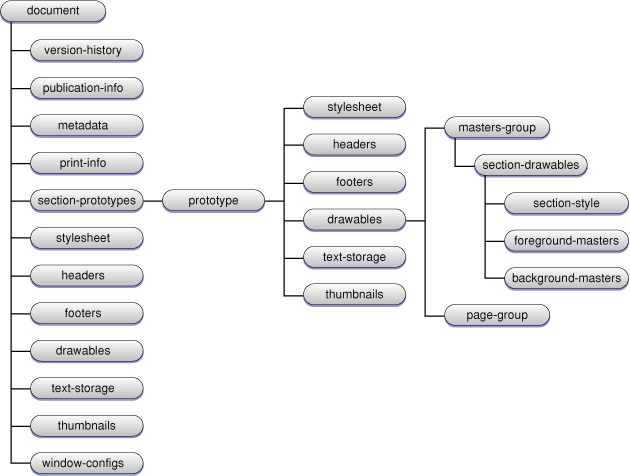 document
version-history
publication-info
metadata
print-info
section-prototypes
stylesheet
headers
footers
drawables
text-storage
thumbnails
window-configs
prototype
stylesheet
headers
footers
drawables
text-storage
thumbnails
masters-group
section-drawables
section-style
foreground-masters
background-masters
page-group